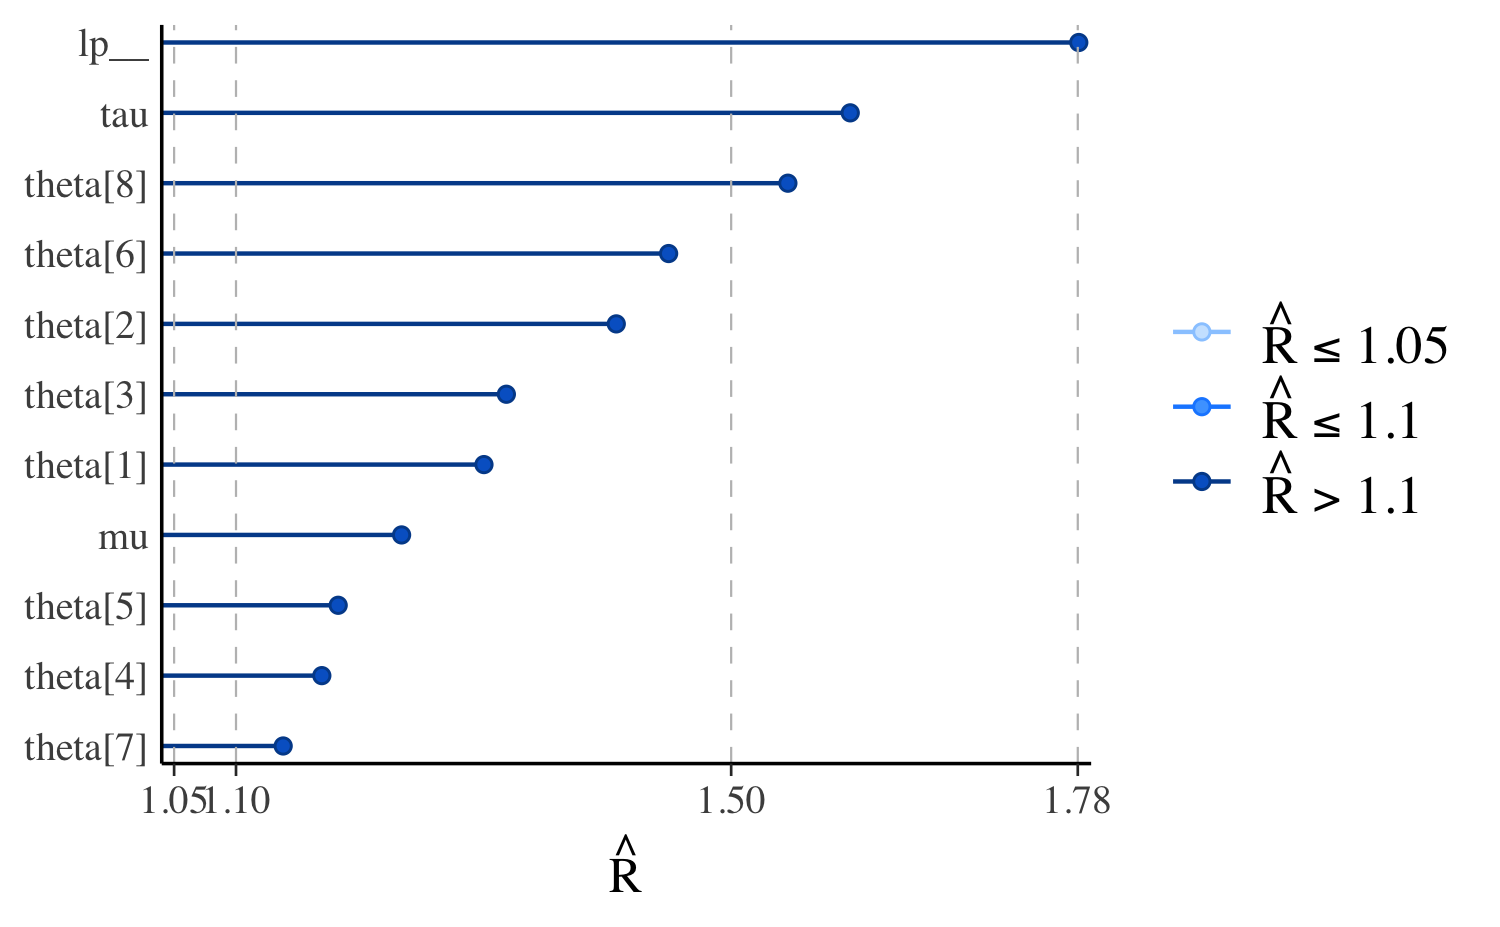 lp__
tau
theta[8]
theta[6]
theta[2]
theta[3]
theta[1]
mu
theta[5]
theta[4]
theta[7]
1.05 1.10 1.50 1.78
R̂
R̂ ≤ 1.05
R̂ ≤ 1.1
R̂ > 1.1